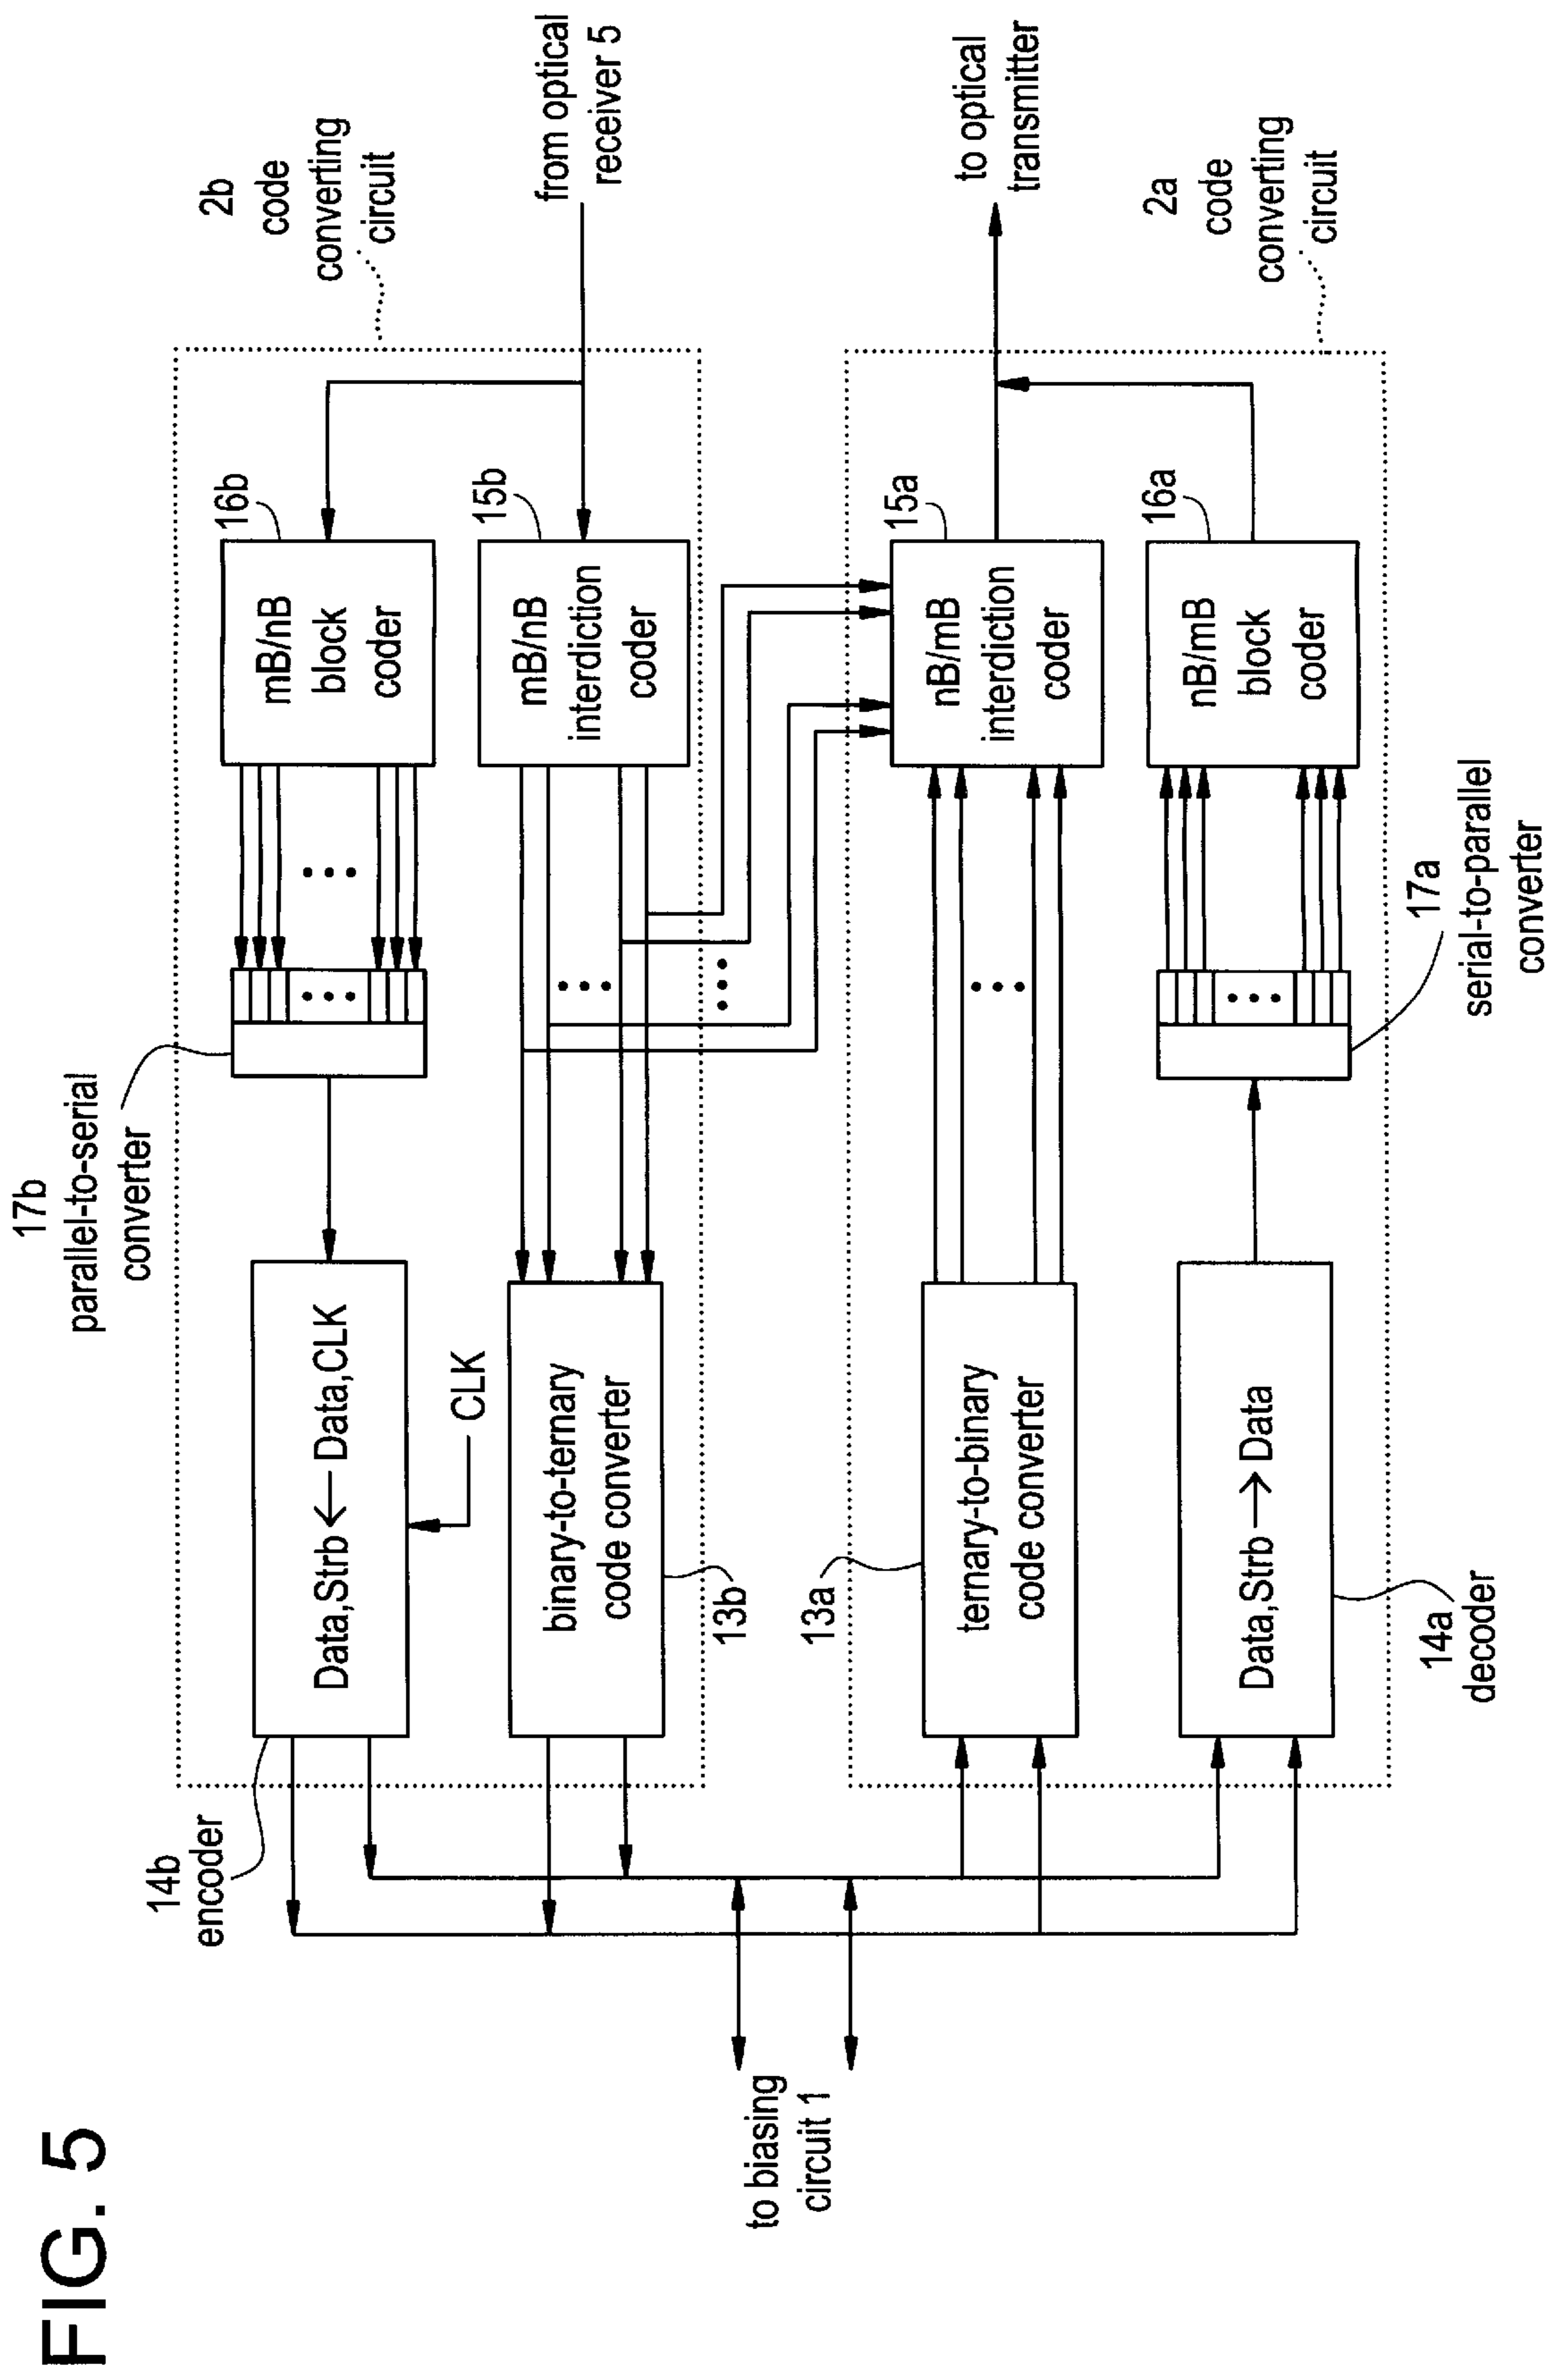 FIG. 5
14b
encoder
17b
parallel-to-serial
converter
2b
code
converting
circuit
Data,Strb ← Data,CLK
16b
mB/nB
block
coder
CLK
15b
mB/nB
interdiction
coder
from optical
receiver 5
binary-to-ternary
code converter
13b
to biasing
circuit 1
13a
ternary-to-binary
code converter
15a
nB/mB
interdiction
coder
to optical
transmitter
2a
code
converting
circuit
16a
nB/mB
block
coder
Data,Strb → Data
14a
decoder
17a
serial-to-parallel
converter